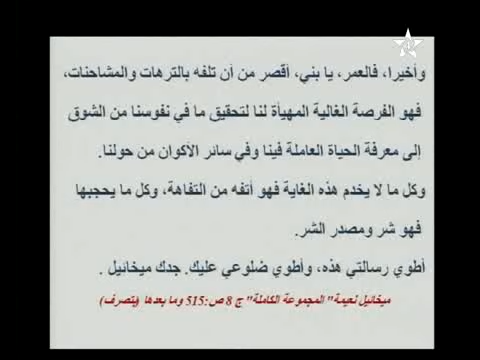 وأخيرا، فالعمر، يا بني، أقصر من أن تلفه بالترهات والمشاحنات،
فهو الفرصة الغالية المهيأة لنا لتحقيق ما في نفوسنا من الشوق
إلى معرفة الحياة العاملة فينا وفي سائر الأكوان من حولنا.
وكل ما لا يخدم هذه الغاية فهو أتفه من التفاهة، وكل ما يحجبها
فهو شر ومصدر الشر.
أطوي رسالتي هذه، وأطوي ضلوعي عليك. جدك ميخائيل .
ميخائيل نعيمة" المجموعة الكاملة" ج 8 ص:515 وما بعدها (بتصرف)